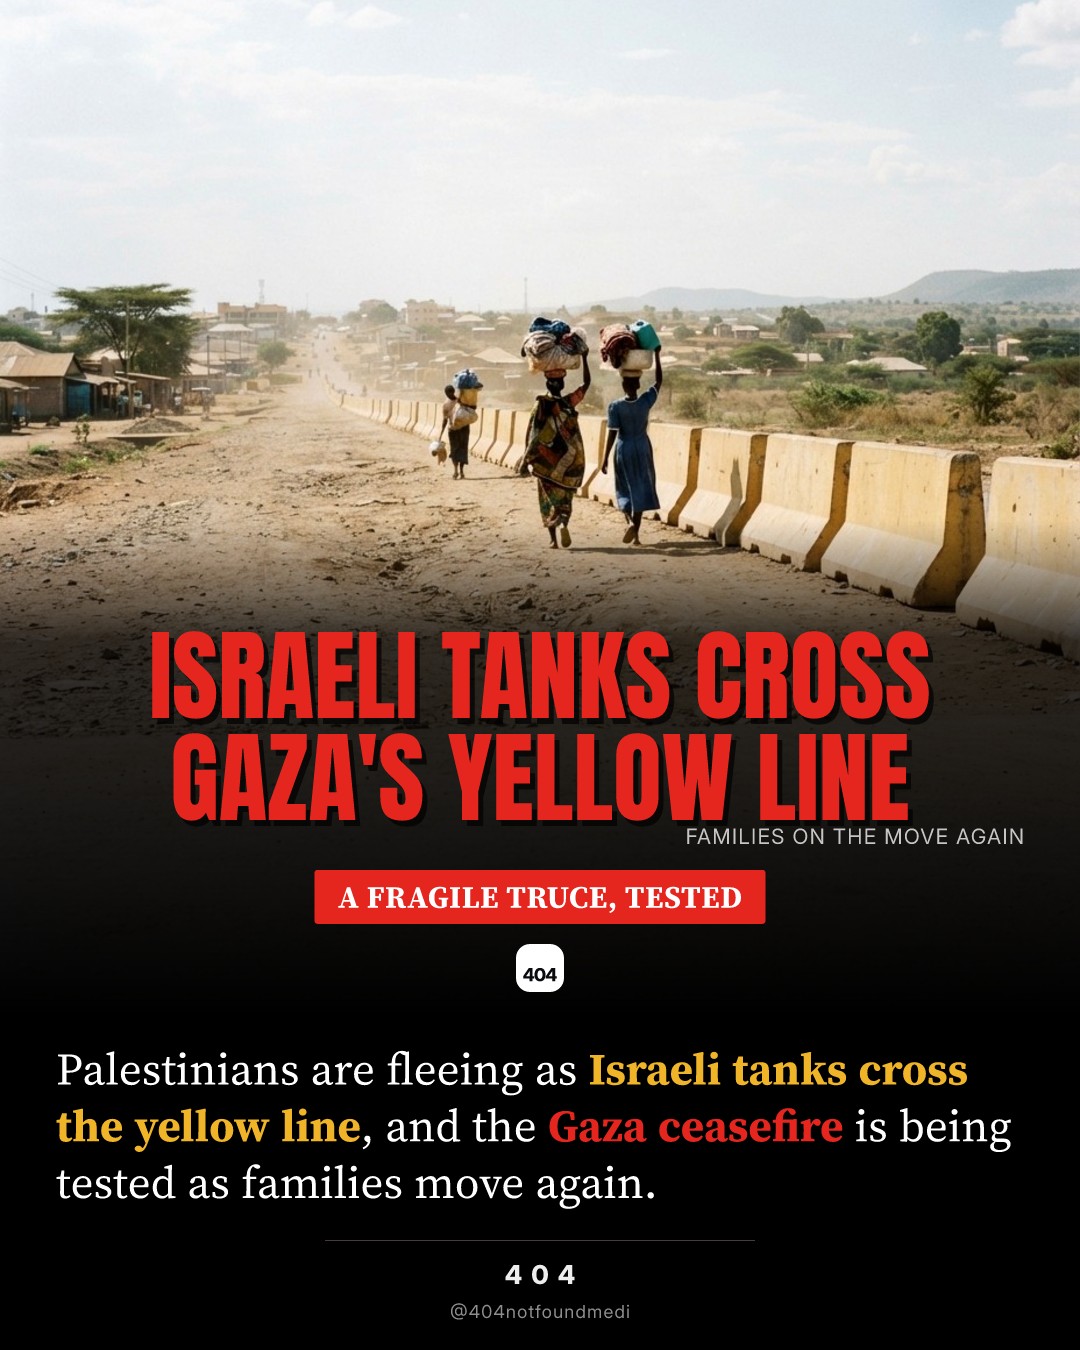 ISRAELI TANKS CROSS
GAZA'S YELLOW LINE
FAMILIES ON THE MOVE AGAIN
A FRAGILE TRUCE, TESTED
404
Palestinians are fleeing as Israeli tanks cross
the yellow line, and the Gaza ceasefire is being
tested as families move again.
404
@404notfoundmedi